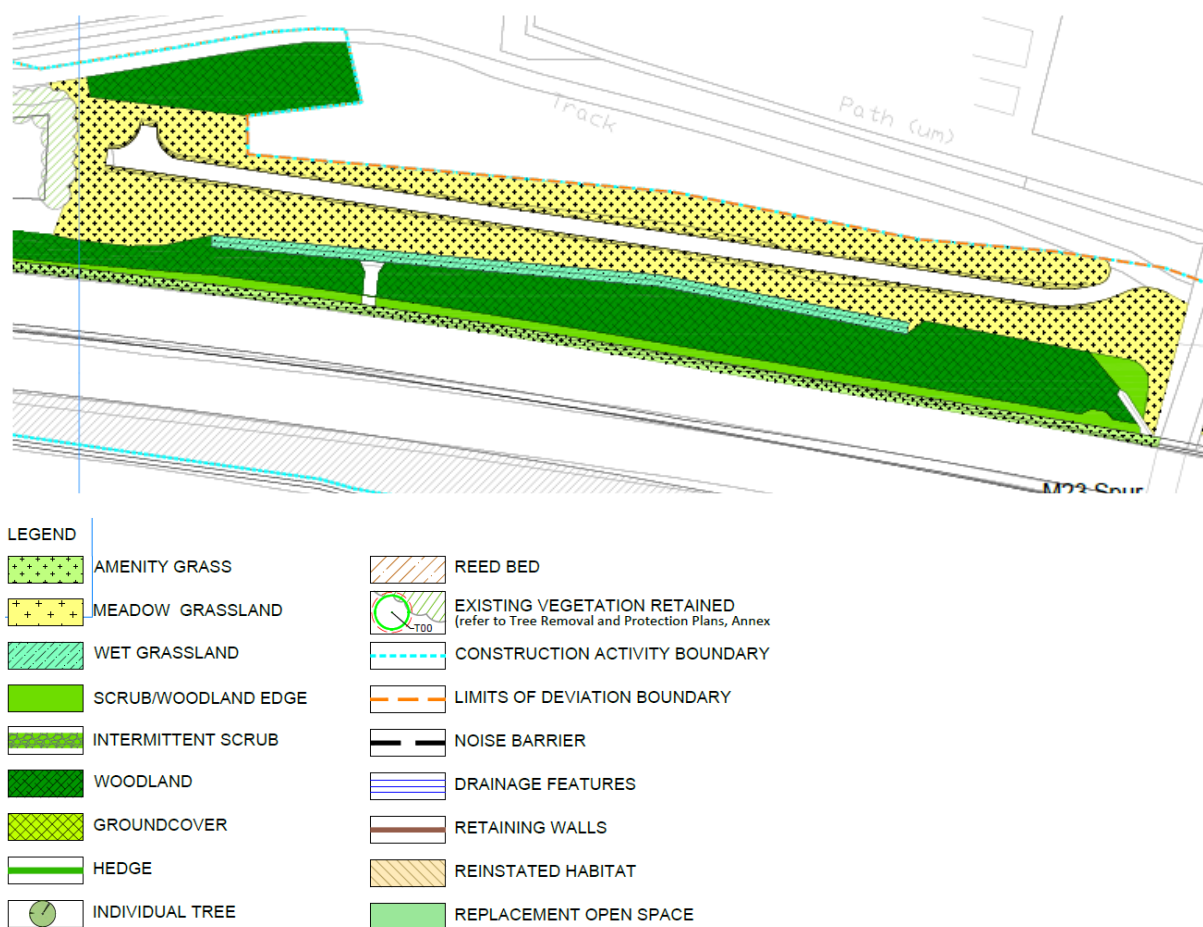 Track
Path (um)
M23 Spur
LEGEND
AMENITY GRASS
MEADOW GRASSLAND
WET GRASSLAND
SCRUB/WOODLAND EDGE
INTERMITTENT SCRUB
WOODLAND
GROUNDCOVER
HEDGE
INDIVIDUAL TREE
REED BED
T00
EXISTING VEGETATION RETAINED
(refer to Tree Removal and Protection Plans, Annex
CONSTRUCTION ACTIVITY BOUNDARY
LIMITS OF DEVIATION BOUNDARY
NOISE BARRIER
DRAINAGE FEATURES
RETAINING WALLS
REINSTATED HABITAT
REPLACEMENT OPEN SPACE